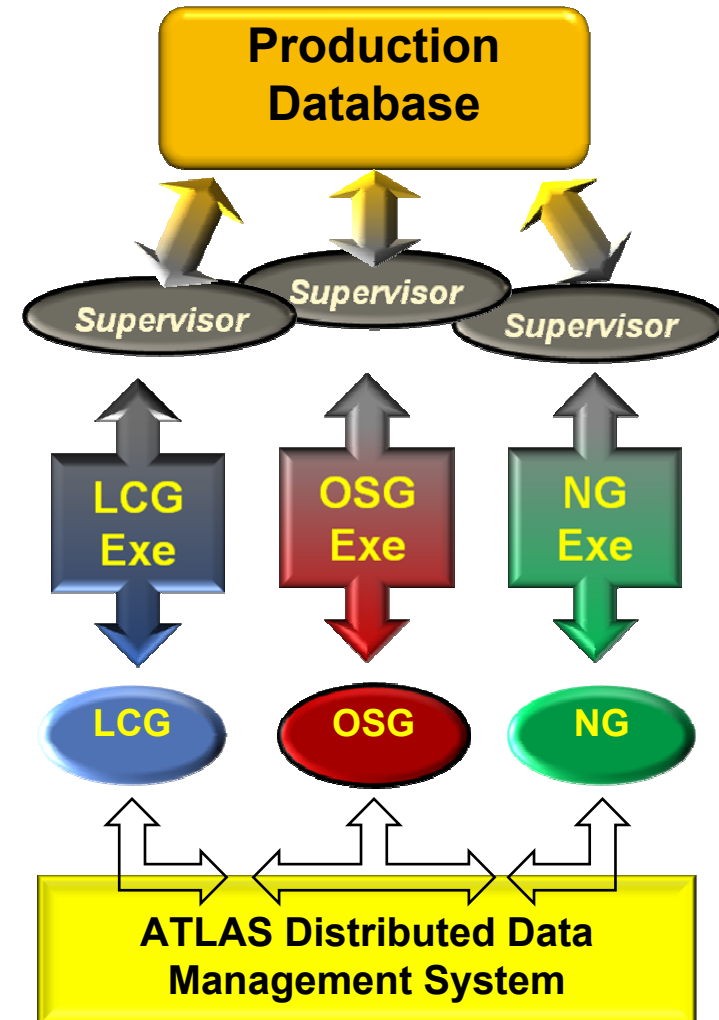 Production
Database
Supervisor
Supervisor
Supervisor
LCG
Exe
OSG
Exe
NG
Exe
LCG
OSG
NG
ATLAS Distributed Data
Management System